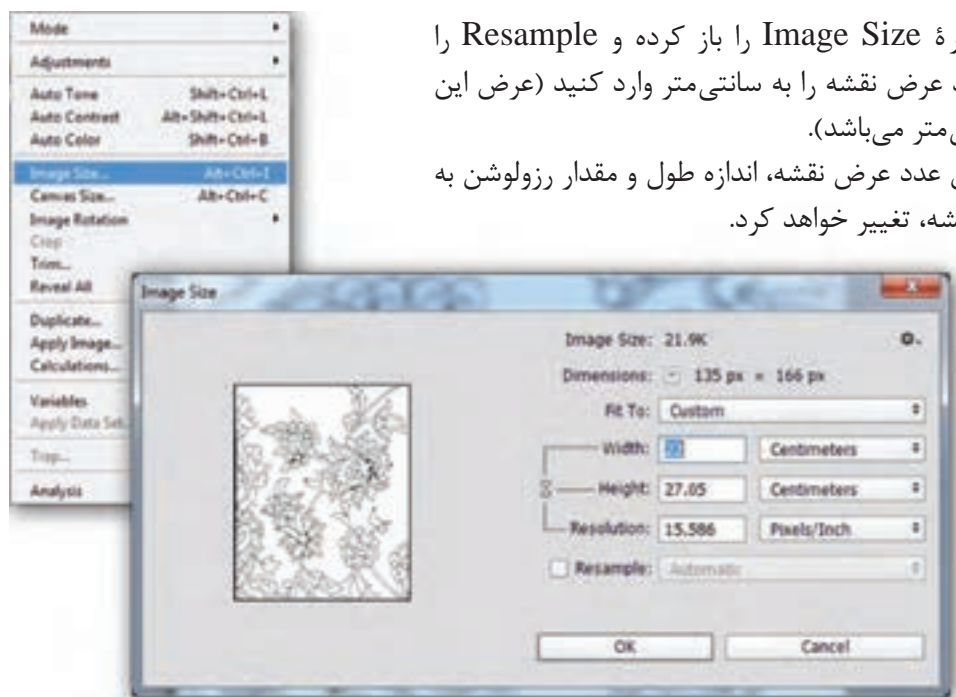 رۀ Image Size را باز کرده و Resample را
د عرض نقشه را به سانتی‌متر وارد کنید (عرض این
ی‌متر می‌باشد).
عدد عرض نقشه، اندازه طول و مقدار رزولوشن به
شه، تغییر خواهد کرد.
Mode
Adjustments
Auto Tone Shift+Ctrl+L
Auto Contrast Alt+Shift+Ctrl+L
Auto Color Shift+Ctrl+B
Image Size... Alt+Ctrl+I
Canvas Size... Alt+Ctrl+C
Image Rotation
Crop
Trim...
Reveal All
Duplicate...
Apply Image...
Calculations...
Variables
Apply Data Set
Trap...
Analysis
Image Size
Image Size: 21.9K
Dimensions: 135 px × 166 px
Fit To: Custom
Width: 22 Centimeters
Height: 27.05 Centimeters
Resolution: 15.586 Pixels/Inch
Resample: Automatic
OK Cancel